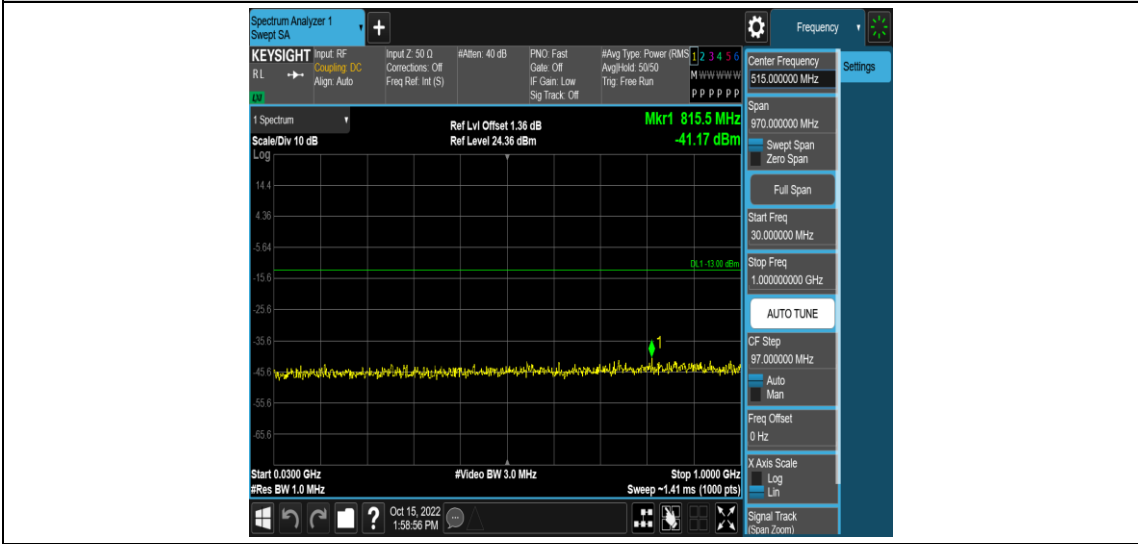 Spectrum Analyzer 1
Swept SA
+
Frequency
KEYSIGHT
RL
Input: RF
Coupling: DC
Align: Auto
Input Z: 50 Ω
Corrections: Off
Freq Ref: Int (S)
#Atten: 40 dB
PNO: Fast
Gate: Off
IF Gain: Low
Sig Track: Off
#Avg Type: Power (RMS
Avg|Hold: 50/50
Trig: Free Run
1 2 3 4 5 6
M W W W W W
P P P P P P
1 Spectrum
Scale/Div 10 dB
Log
Ref Lvl Offset 1.36 dB
Ref Level 24.36 dBm
Mkr1 815.5 MHz
-41.17 dBm
14.4
4.36
-5.64
DL1 -13.00 dBm
-15.6
-25.6
-35.6
1
-45.6
-55.6
-65.6
Start 0.0300 GHz
#Res BW 1.0 MHz
#Video BW 3.0 MHz
Stop 1.0000 GHz
Sweep ~1.41 ms (1000 pts)
?
Oct 15, 2022
1:58:56 PM
Center Frequency
515.000000 MHz
Settings
Span
970.000000 MHz
Swept Span
Zero Span
Full Span
Start Freq
30.000000 MHz
Stop Freq
1.000000000 GHz
AUTO TUNE
CF Step
97.000000 MHz
Auto
Man
Freq Offset
0 Hz
X Axis Scale
Log
Lin
Signal Track
(Span Zoom)